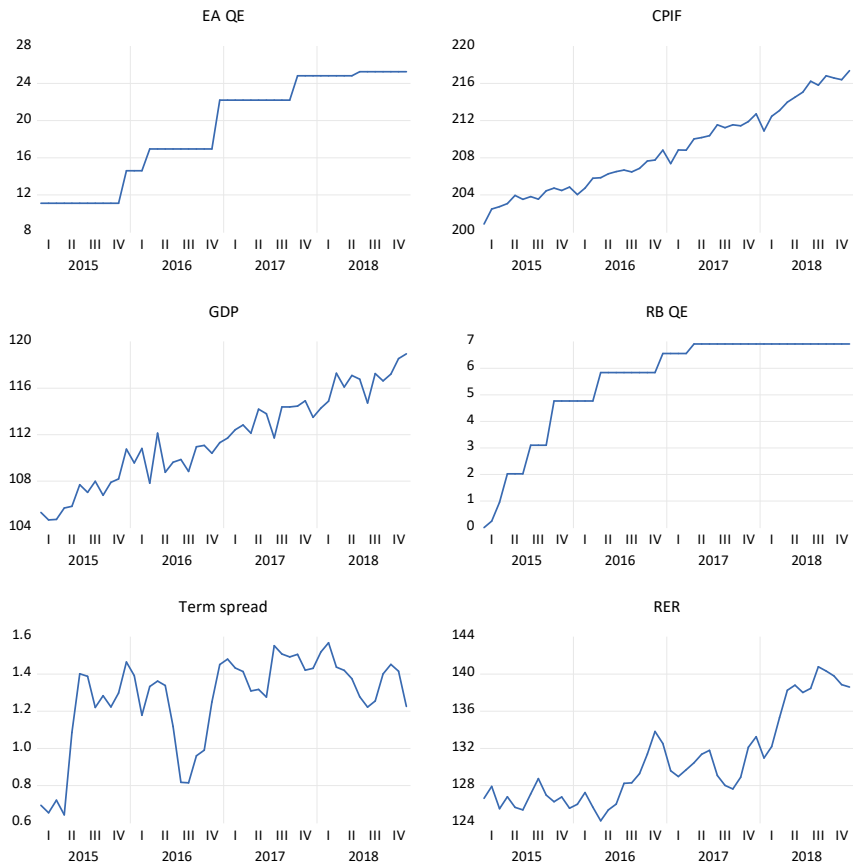 EA QE
28
24
20
16
12
8
I II III IV I II III IV I II III IV I II III IV
2015 2016 2017 2018
CPIF
220
216
212
208
204
200
I II III IV I II III IV I II III IV I II III IV
2015 2016 2017 2018
GDP
120
116
112
108
104
I II III IV I II III IV I II III IV I II III IV
2015 2016 2017 2018
RB QE
7
6
5
4
3
2
1
0
I II III IV I II III IV I II III IV I II III IV
2015 2016 2017 2018
Term spread
1.6
1.4
1.2
1.0
0.8
0.6
I II III IV I II III IV I II III IV I II III IV
2015 2016 2017 2018
RER
144
140
136
132
128
124
I II III IV I II III IV I II III IV I II III IV
2015 2016 2017 2018